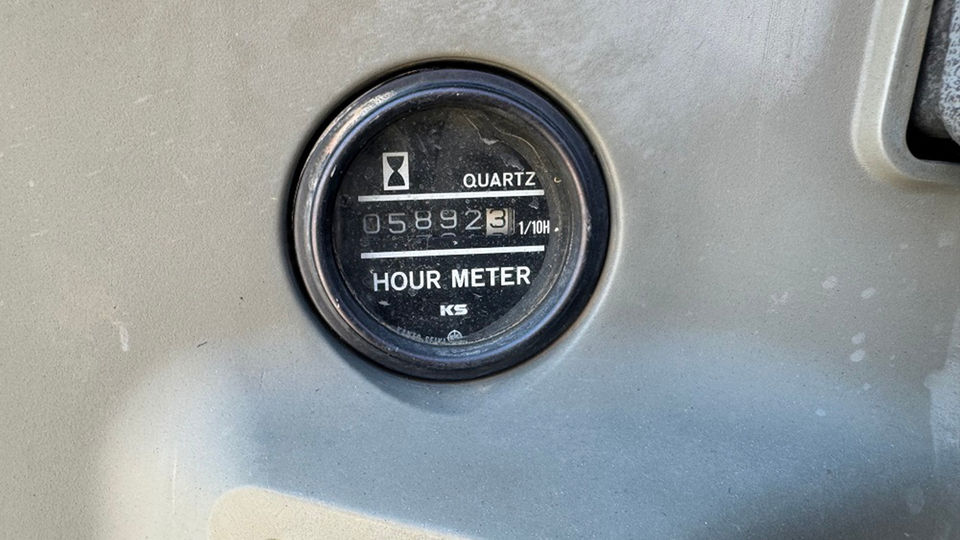 QUARTZ
058923 1/10H
HOUR METER
KS